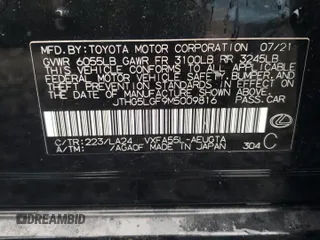 MFD. BY: TOYOTA MOTOR CORPORATION 07/21
GVWR 6055LB GAWR FR 3100LB RR 3245LB
THIS VEHICLE CONFORMS TO ALL APPLICABLE
FEDERAL MOTOR VEHICLE SAFETY, BUMPER, AND
THEFT PREVENTION STANDARDS IN EFFECT ON THE
DATE OF MANUFACTURE SHOWN ABOVE.
JTHG5LGF9M5009816 PASS.CAR
C/TR: 223/LA24 VXFA55L-AEUGTA
A/TM: /AGA0F MADE IN JAPAN 304 C
DREAMBID